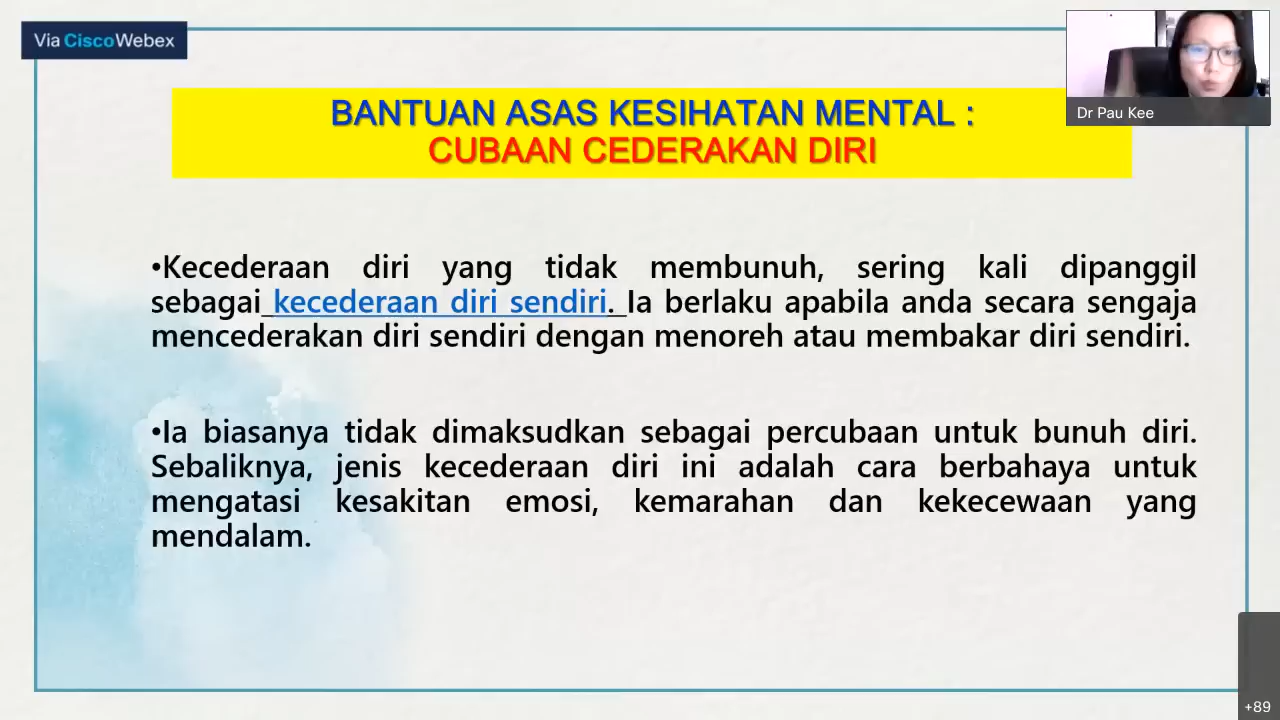 Via CiscoWebex
Dr Pau Kee
BANTUAN ASAS KESIHATAN MENTAL :
CUBAAN CEDERAKAN DIRI
•Kecederaan diri yang tidak membunuh, sering kali dipanggil
sebagai kecederaan diri sendiri. Ia berlaku apabila anda secara sengaja
mencederakan diri sendiri dengan menoreh atau membakar diri sendiri.
•Ia biasanya tidak dimaksudkan sebagai percubaan untuk bunuh diri.
Sebaliknya, jenis kecederaan diri ini adalah cara berbahaya untuk
mengatasi kesakitan emosi, kemarahan dan kekecewaan yang
mendalam.
+89